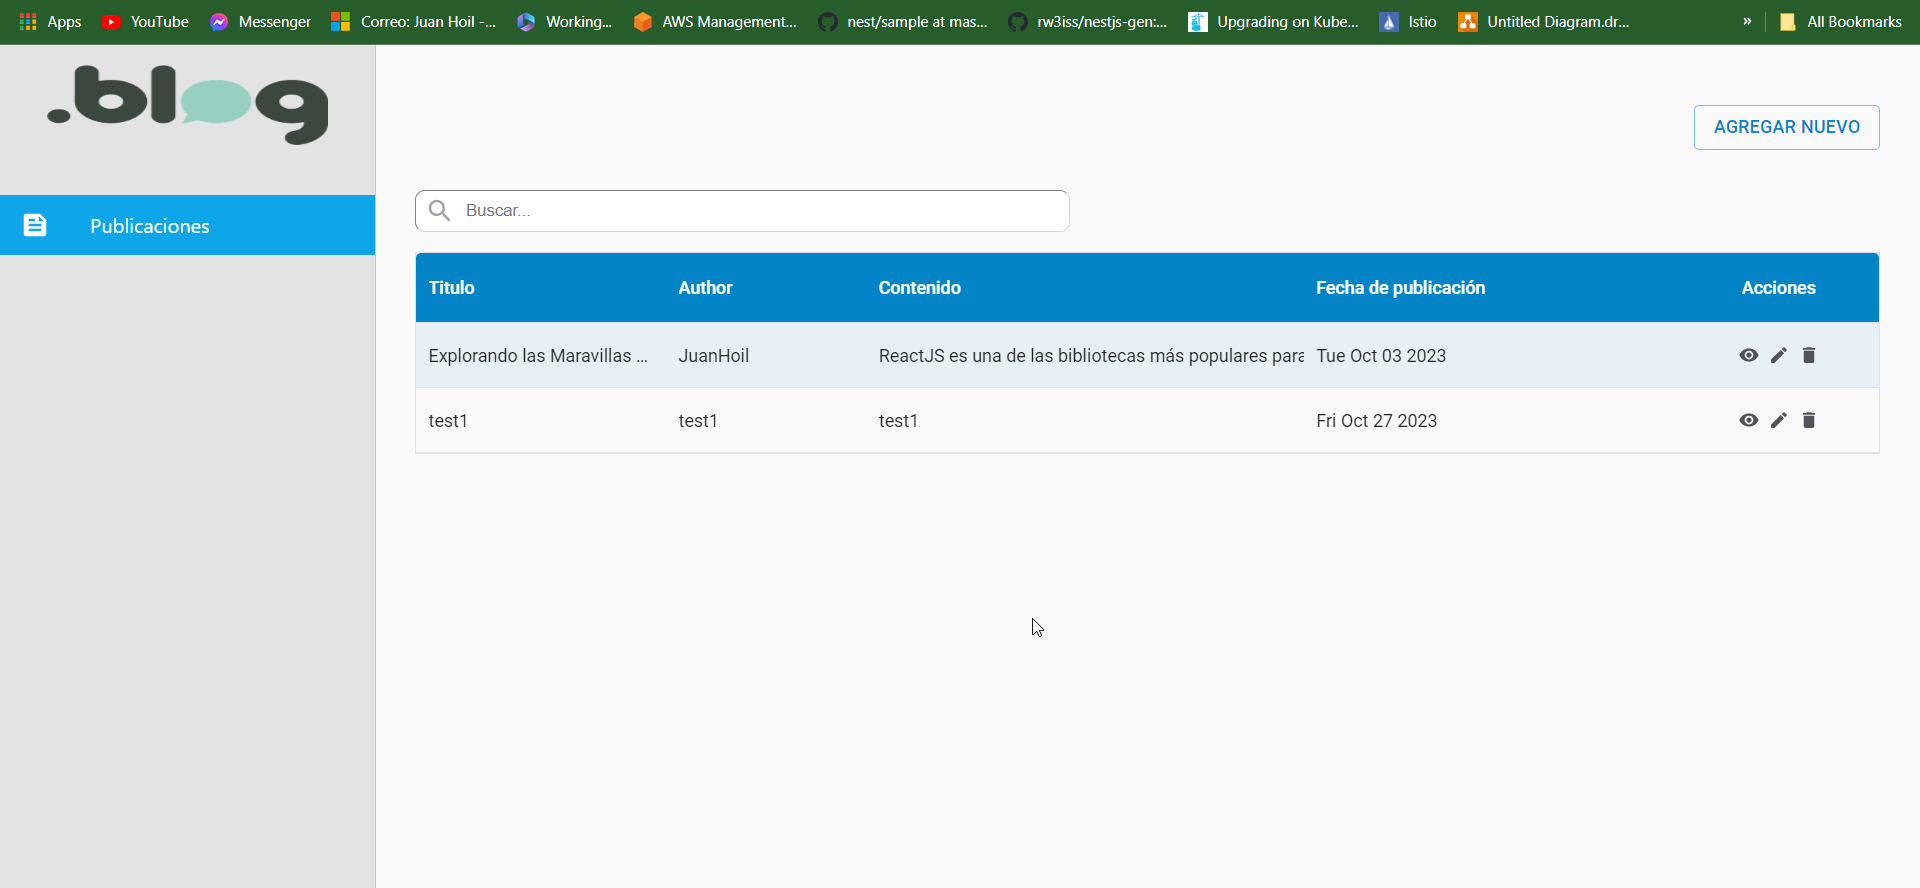 Apps YouTube Messenger Correo: Juan Hoil -... Working... AWS Management... nest/sample at mas... rw3iss/nestjs-gen:... Upgrading on Kube... Istio Untitled Diagram.dr... » All Bookmarks
.blog
AGREGAR NUEVO
Publicaciones
Buscar...
Titulo Author Contenido Fecha de publicación Acciones
Explorando las Maravillas ... JuanHoil ReactJS es una de las bibliotecas más populares para Tue Oct 03 2023
test1 test1 test1 Fri Oct 27 2023